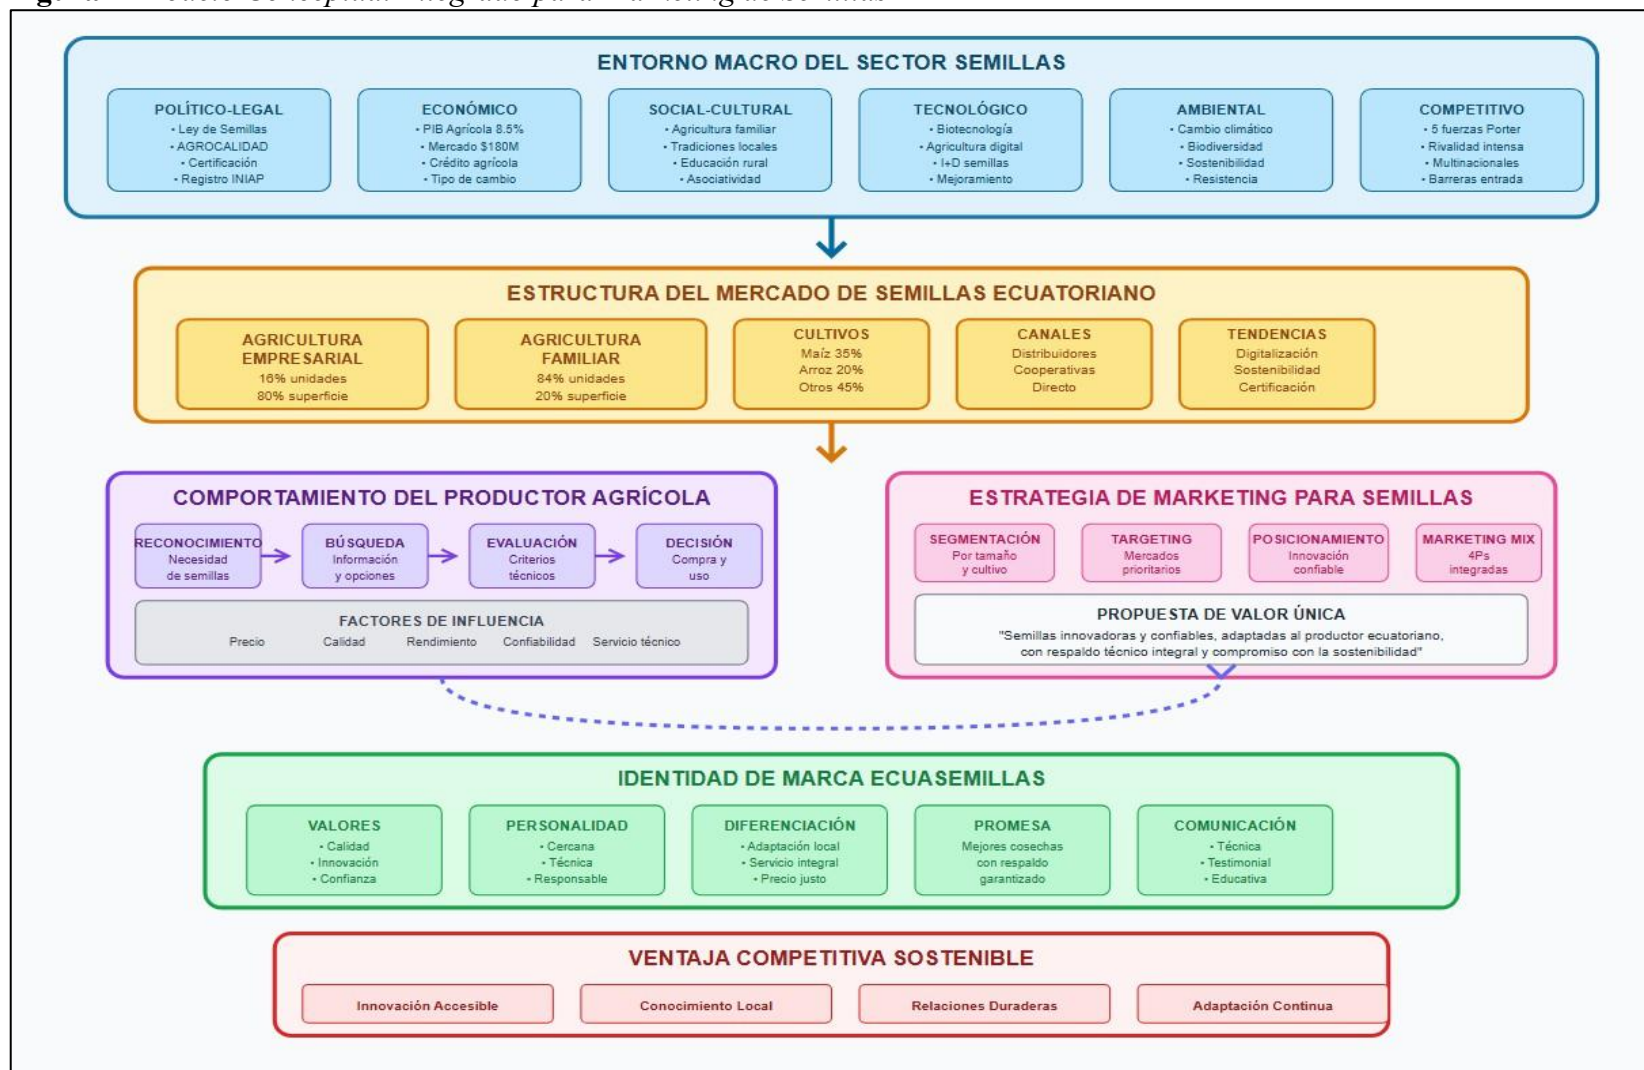 ENTORNO MACRO DEL SECTOR SEMILLAS
POLÍTICO-LEGAL
• Ley de Semillas
• AGROCALIDAD
• Certificación
• Registro INIAP
ECONÓMICO
• PIB Agrícola 8.5%
• Mercado $180M
• Crédito agrícola
• Tipo de cambio
SOCIAL-CULTURAL
• Agricultura familiar
• Tradiciones locales
• Educación rural
• Asociatividad
TECNOLÓGICO
• Biotecnología
• Agricultura digital
• I+D semillas
• Mejoramiento
AMBIENTAL
• Cambio climático
• Biodiversidad
• Sostenibilidad
• Resistencia
COMPETITIVO
• 5 fuerzas Porter
• Rivalidad intensa
• Multinacionales
• Barreras entrada
ESTRUCTURA DEL MERCADO DE SEMILLAS ECUATORIANO
AGRICULTURA
EMPRESARIAL
16% unidades
80% superficie
AGRICULTURA
FAMILIAR
84% unidades
20% superficie
CULTIVOS
Maíz 35%
Arroz 20%
Otros 45%
CANALES
Distribuidores
Cooperativas
Directo
TENDENCIAS
Digitalización
Sostenibilidad
Certificación
COMPORTAMIENTO DEL PRODUCTOR AGRÍCOLA
RECONOCIMIENTO
Necesidad
de semillas
BÚSQUEDA
Información
y opciones
EVALUACIÓN
Criterios
técnicos
DECISIÓN
Compra y
uso
FACTORES DE INFLUENCIA
Precio Calidad Rendimiento Confiabilidad Servicio técnico
ESTRATEGIA DE MARKETING PARA SEMILLAS
SEGMENTACIÓN
Por tamaño
y cultivo
TARGETING
Mercados
prioritarios
POSICIONAMIENTO
Innovación
confiable
MARKETING MIX
4Ps
integradas
PROPUESTA DE VALOR ÚNICA
"Semillas innovadoras y confiables, adaptadas al productor ecuatoriano,
con respaldo técnico integral y compromiso con la sostenibilidad"
IDENTIDAD DE MARCA ECUASEMILLAS
VALORES
• Calidad
• Innovación
• Confianza
PERSONALIDAD
• Cercana
• Técnica
• Responsable
DIFERENCIACIÓN
• Adaptación local
• Servicio integral
• Precio justo
PROMESA
Mejores cosechas
con respaldo
garantizado
COMUNICACIÓN
• Técnica
• Testimonial
• Educativa
VENTAJA COMPETITIVA SOSTENIBLE
Innovación Accesible
Conocimiento Local
Relaciones Duraderas
Adaptación Continua